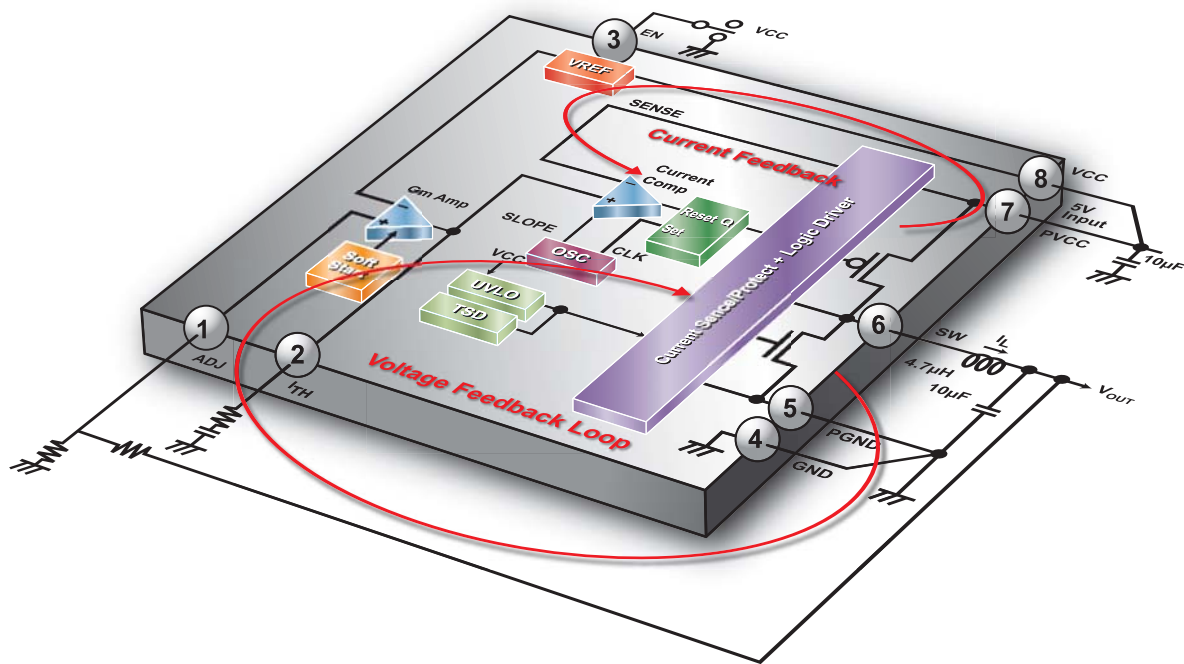 3
EN
VCC
VREF
SENSE
Current Feedback
8
VCC
5V
Input
7
PVCC
10µF
Current
Comp
−
+
Gm Amp
−
+
Reset Q
Set
SLOPE
OSC
CLK
VCC
Soft
Start
UVLO
TSD
Current Sence/Protect + Logic Driver
1
ADJ
2
ITH
6
SW
IL
4.7µH
10µF
VOUT
Voltage Feedback Loop
5
PGND
4
GND